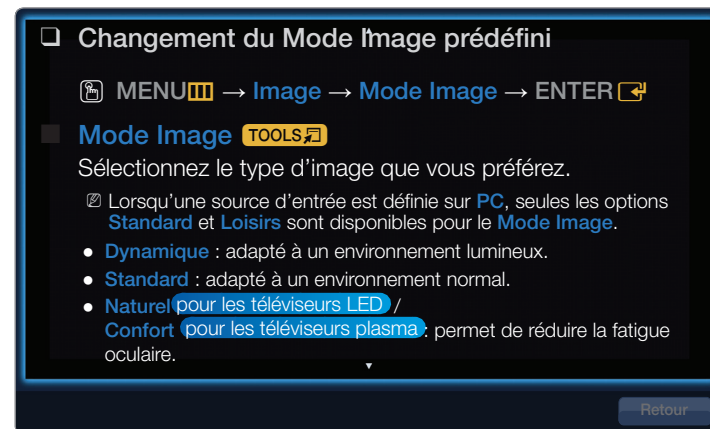 ❑ Changement du Mode Image prédéfini
MENU → Image → Mode Image → ENTER
Mode Image TOOLS
Sélectionnez le type d'image que vous préférez.
Lorsqu'une source d'entrée est définie sur PC, seules les options
Standard et Loisirs sont disponibles pour le Mode Image.
● Dynamique : adapté à un environnement lumineux.
● Standard : adapté à un environnement normal.
● Naturel pour les téléviseurs LED /
Confort pour les téléviseurs plasma : permet de réduire la fatigue
oculaire.
▼
Retour